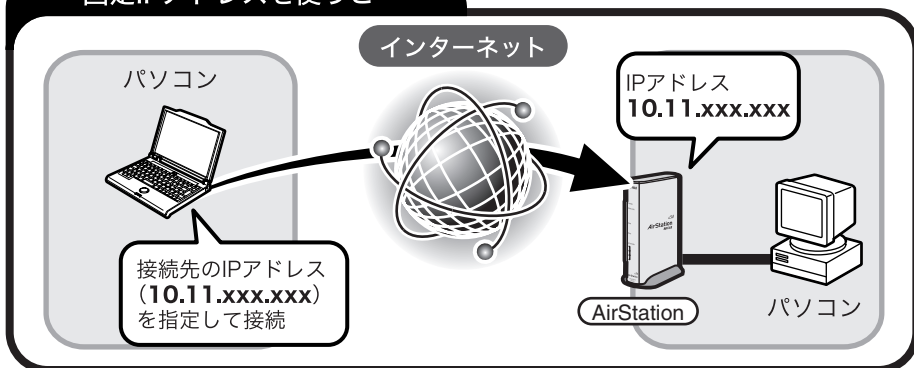 固定IPアドレスを使うと
インターネット
パソコン
IPアドレス
10.11.xxx.xxx
接続先のIPアドレス
（10.11.xxx.xxx）
を指定して接続
AirStation
AirStation
パソコン